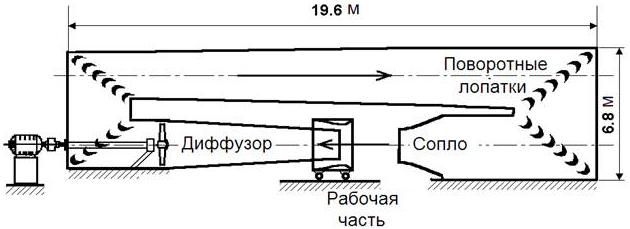 19.6 м
Поворотные
лопатки
6.8 м
Диффузор
Сопло
Рабочая
часть